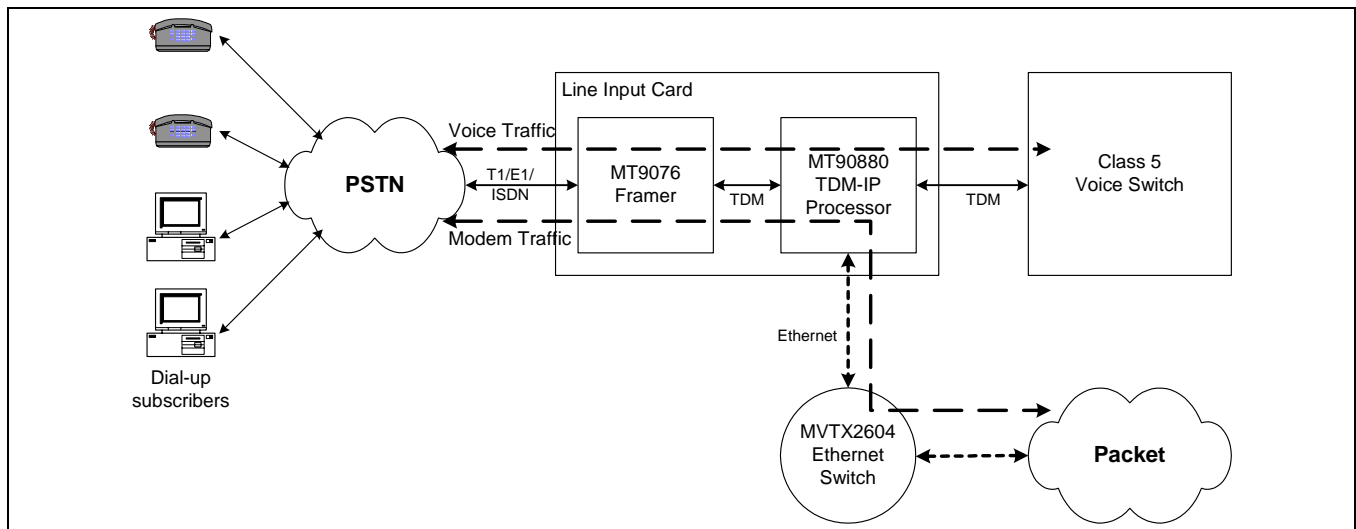 Line Input Card
Voice Traffic
PSTN
T1/E1/
ISDN
MT9076
Framer
TDM
MT90880
TDM-IP
Processor
TDM
Class 5
Voice Switch
Modem Traffic
Ethernet
Dial-up
subscribers
MVTX2604
Ethernet
Switch
Packet